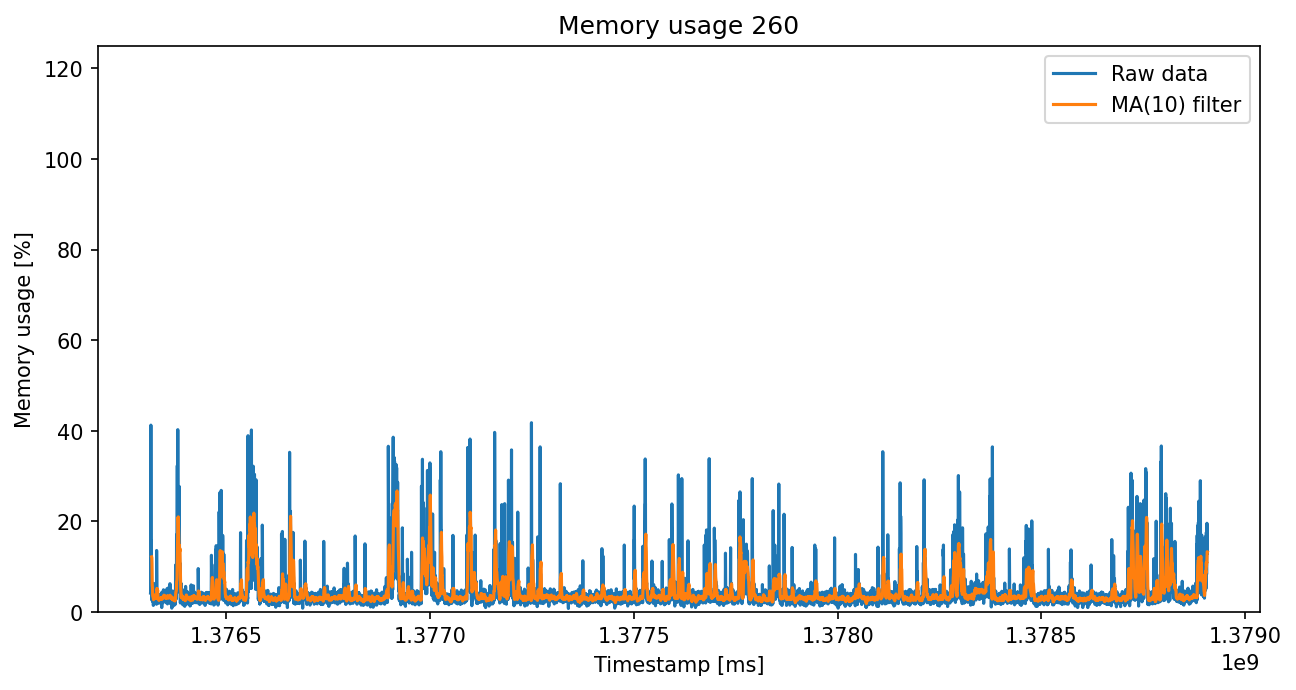 Memory usage 260
Raw data
MA(10) filter
Memory usage [%]
120
100
80
60
40
20
0
1.3765 1.3770 1.3775 1.3780 1.3785 1.3790
1e9
Timestamp [ms]